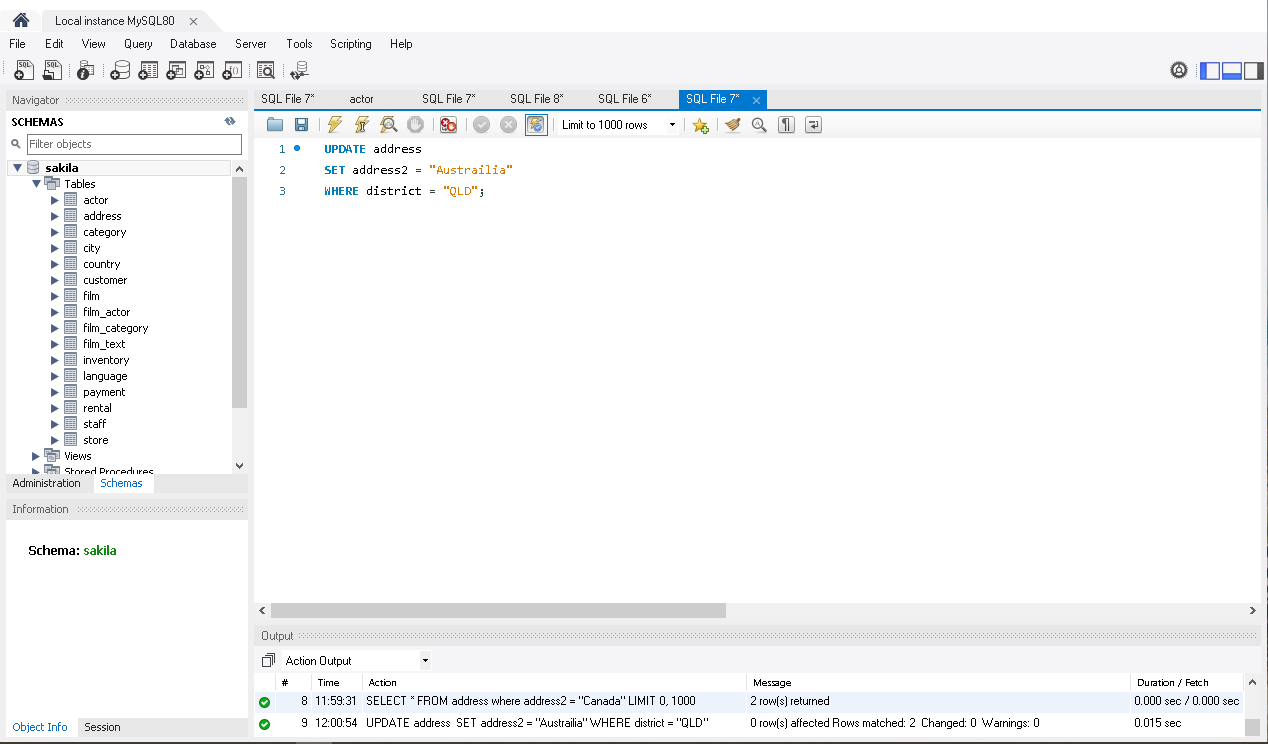 Local instance MySQL80
File Edit View Query Database Server Tools Scripting Help
SQL SQL
Navigator
SCHEMAS
Filter objects
sakila
Tables
actor
address
category
city
country
customer
film
film_actor
film_category
film_text
inventory
language
payment
rental
staff
store
Views
Stored Procedures
Administration Schemas
Information
Schema: sakila
Object Info Session
SQL File 7* actor SQL File 7* SQL File 8* SQL File 6* SQL File 7*
Limit to 1000 rows
1 UPDATE address
2 SET address2 = "Austrailia"
3 WHERE district = "QLD";
Output
Action Output
# Time Action Message Duration / Fetch
8 11:59:31 SELECT * FROM address where address2 = "Canada" LIMIT 0, 1000 2 row(s) returned 0.000 sec / 0.000 sec
9 12:00:54 UPDATE address SET address2 = "Austrailia" WHERE district = "QLD" 0 row(s) affected Rows matched: 2 Changed: 0 Warnings: 0 0.015 sec